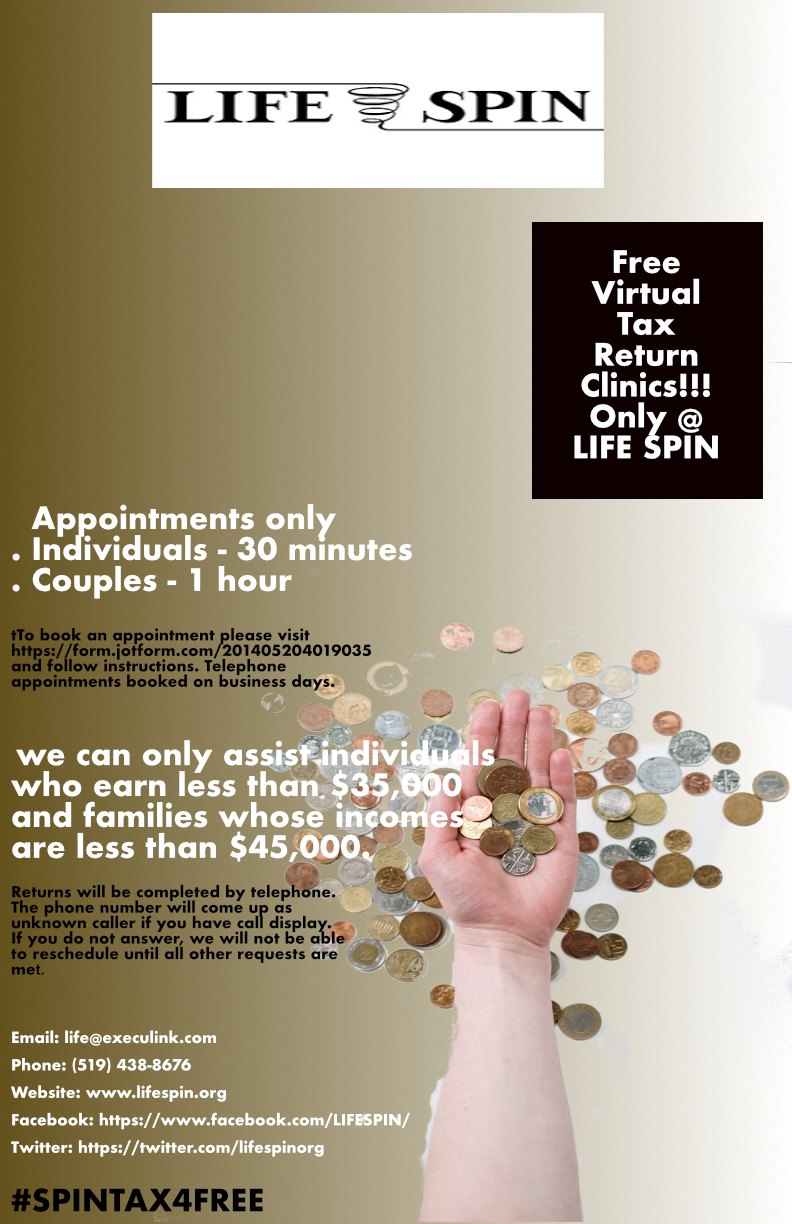 LIFE SPIN
Free
Virtual
Tax
Return
Clinics!!!
Only @
LIFE SPIN
Appointments only
. Individuals - 30 minutes
. Couples - 1 hour
tTo book an appointment please visit
https://form.jotform.com/201405204019035
and follow instructions. Telephone
appointments booked on business days.
we can only assist individuals
who earn less than $35,000
and families whose incomes
are less than $45,000.
Returns will be completed by telephone.
The phone number will come up as
unknown caller if you have call display.
If you do not answer, we will not be able
to reschedule until all other requests are
met.
Email: life@execulink.com
Phone: (519) 438-8676
Website: www.lifespin.org
Facebook: https://www.facebook.com/LIFESPIN/
Twitter: https://twitter.com/lifespinorg
#SPINTAX4FREE